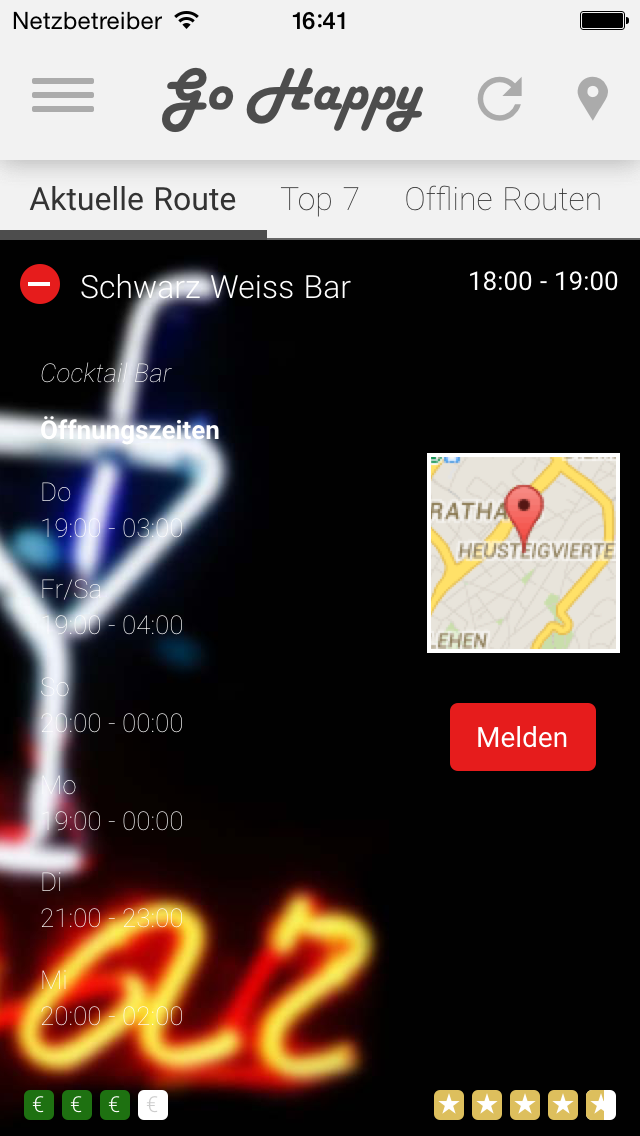 Netzbetreiber 16:41
Go Happy
Aktuelle Route Top 7 Offline Routen
Schwarz Weiss Bar 18:00 - 19:00
Cocktail Bar
Öffnungszeiten
Do
19:00 - 03:00
Fr/Sa
19:00 - 04:00
So
20:00 - 00:00
Mo
19:00 - 00:00
Di
21:00 - 23:00
Mi
20:00 - 02:00
RATHA
HEUSTEIGVIERTE
LEHEN
Melden
ar
€ € € €